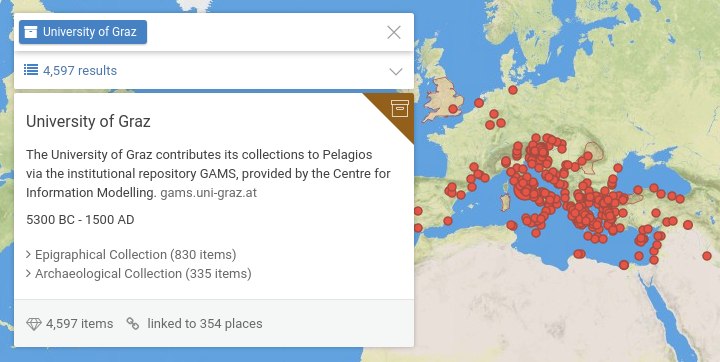 University of Graz
4,597 results
University of Graz
The University of Graz contributes its collections to Pelagios
via the institutional repository GAMS, provided by the Centre for
Information Modelling. gams.uni-graz.at
5300 BC - 1500 AD
> Epigraphical Collection (830 items)
> Archaeological Collection (335 items)
4,597 items linked to 354 places